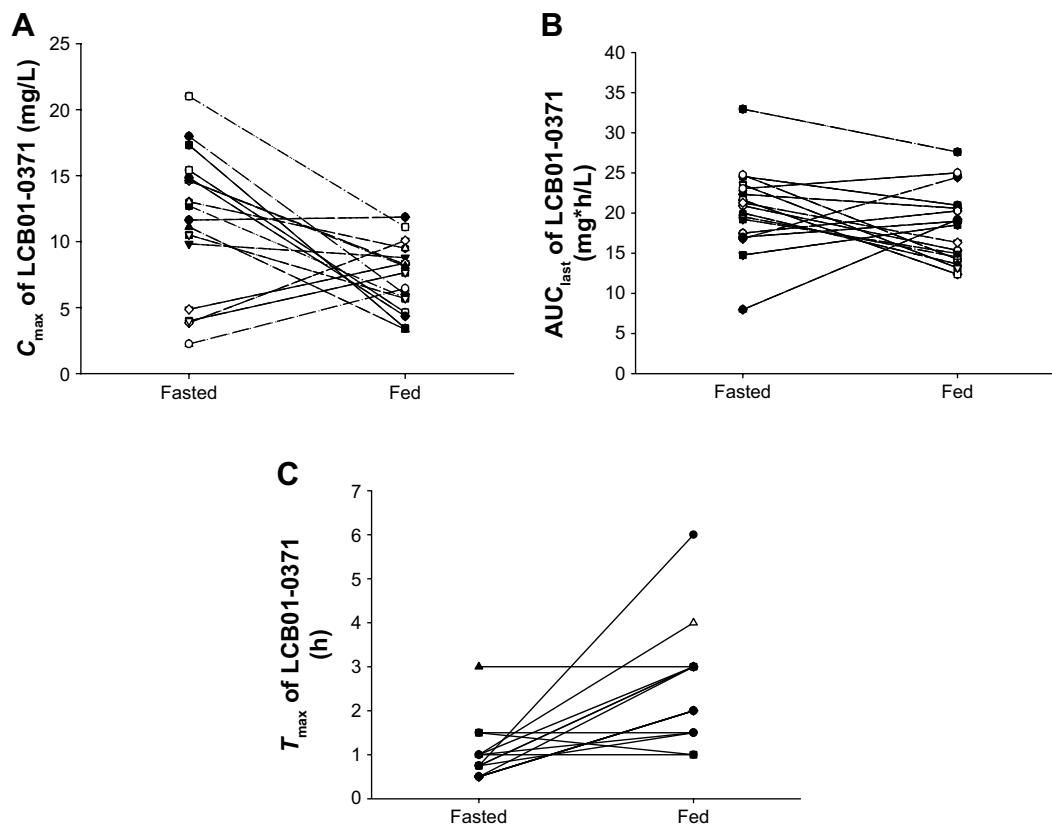 A
C_max of LCB01-0371 (mg/L)
25
20
15
10
5
0
Fasted
Fed
B
AUC_last of LCB01-0371
(mg*h/L)
40
35
30
25
20
15
10
5
0
Fasted
Fed
C
T_max of LCB01-0371
(h)
7
6
5
4
3
2
1
0
Fasted
Fed